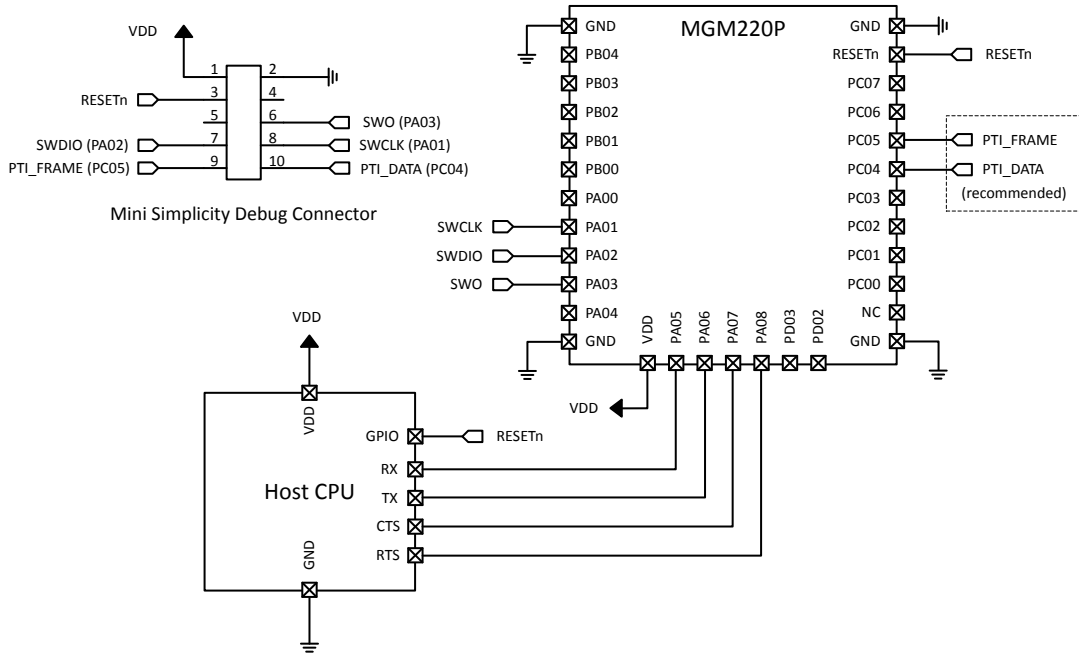 VDD
1 2
RESETn 3 4
5 6 SWO (PA03)
SWDIO (PA02) 7 8 SWCLK (PA01)
PTI_FRAME (PC05) 9 10 PTI_DATA (PC04)
Mini Simplicity Debug Connector
MGM220P
GND
PB04
PB03
PB02
PB01
PB00
PA00
SWCLK PA01
SWDIO PA02
SWO PA03
PA04
GND
GND
RESETn RESETn
PC07
PC06
PC05 PTI_FRAME
PC04 PTI_DATA
(recommended)
PC03
PC02
PC01
PC00
NC
GND
VDD
PA05
PA06
PA07
PA08
PD03
PD02
VDD
VDD
VDD
GPIO RESETn
RX
Host CPU
TX
CTS
RTS
GND